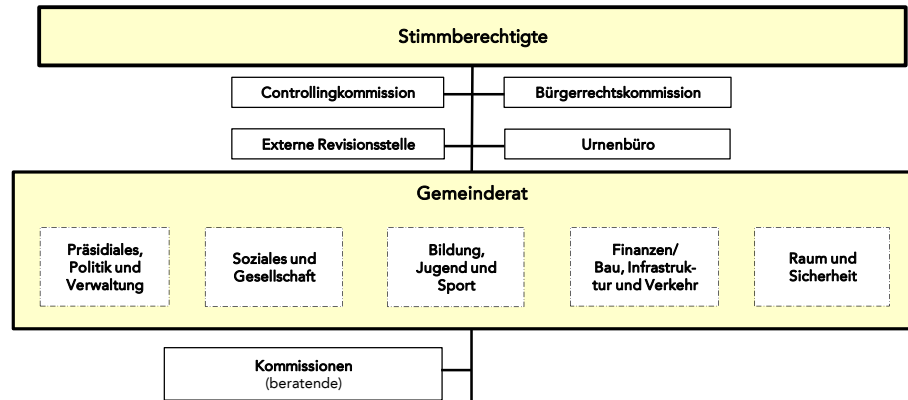 Stimmberechtigte
Controllingkommission
Bürgerrechtskommission
Externe Revisionsstelle
Urnenbüro
Gemeinderat
Präsidiales,
Politik und
Verwaltung
Soziales und
Gesellschaft
Bildung,
Jugend und
Sport
Finanzen/
Bau, Infrastruk-
tur und Verkehr
Raum und
Sicherheit
Kommissionen
(beratende)